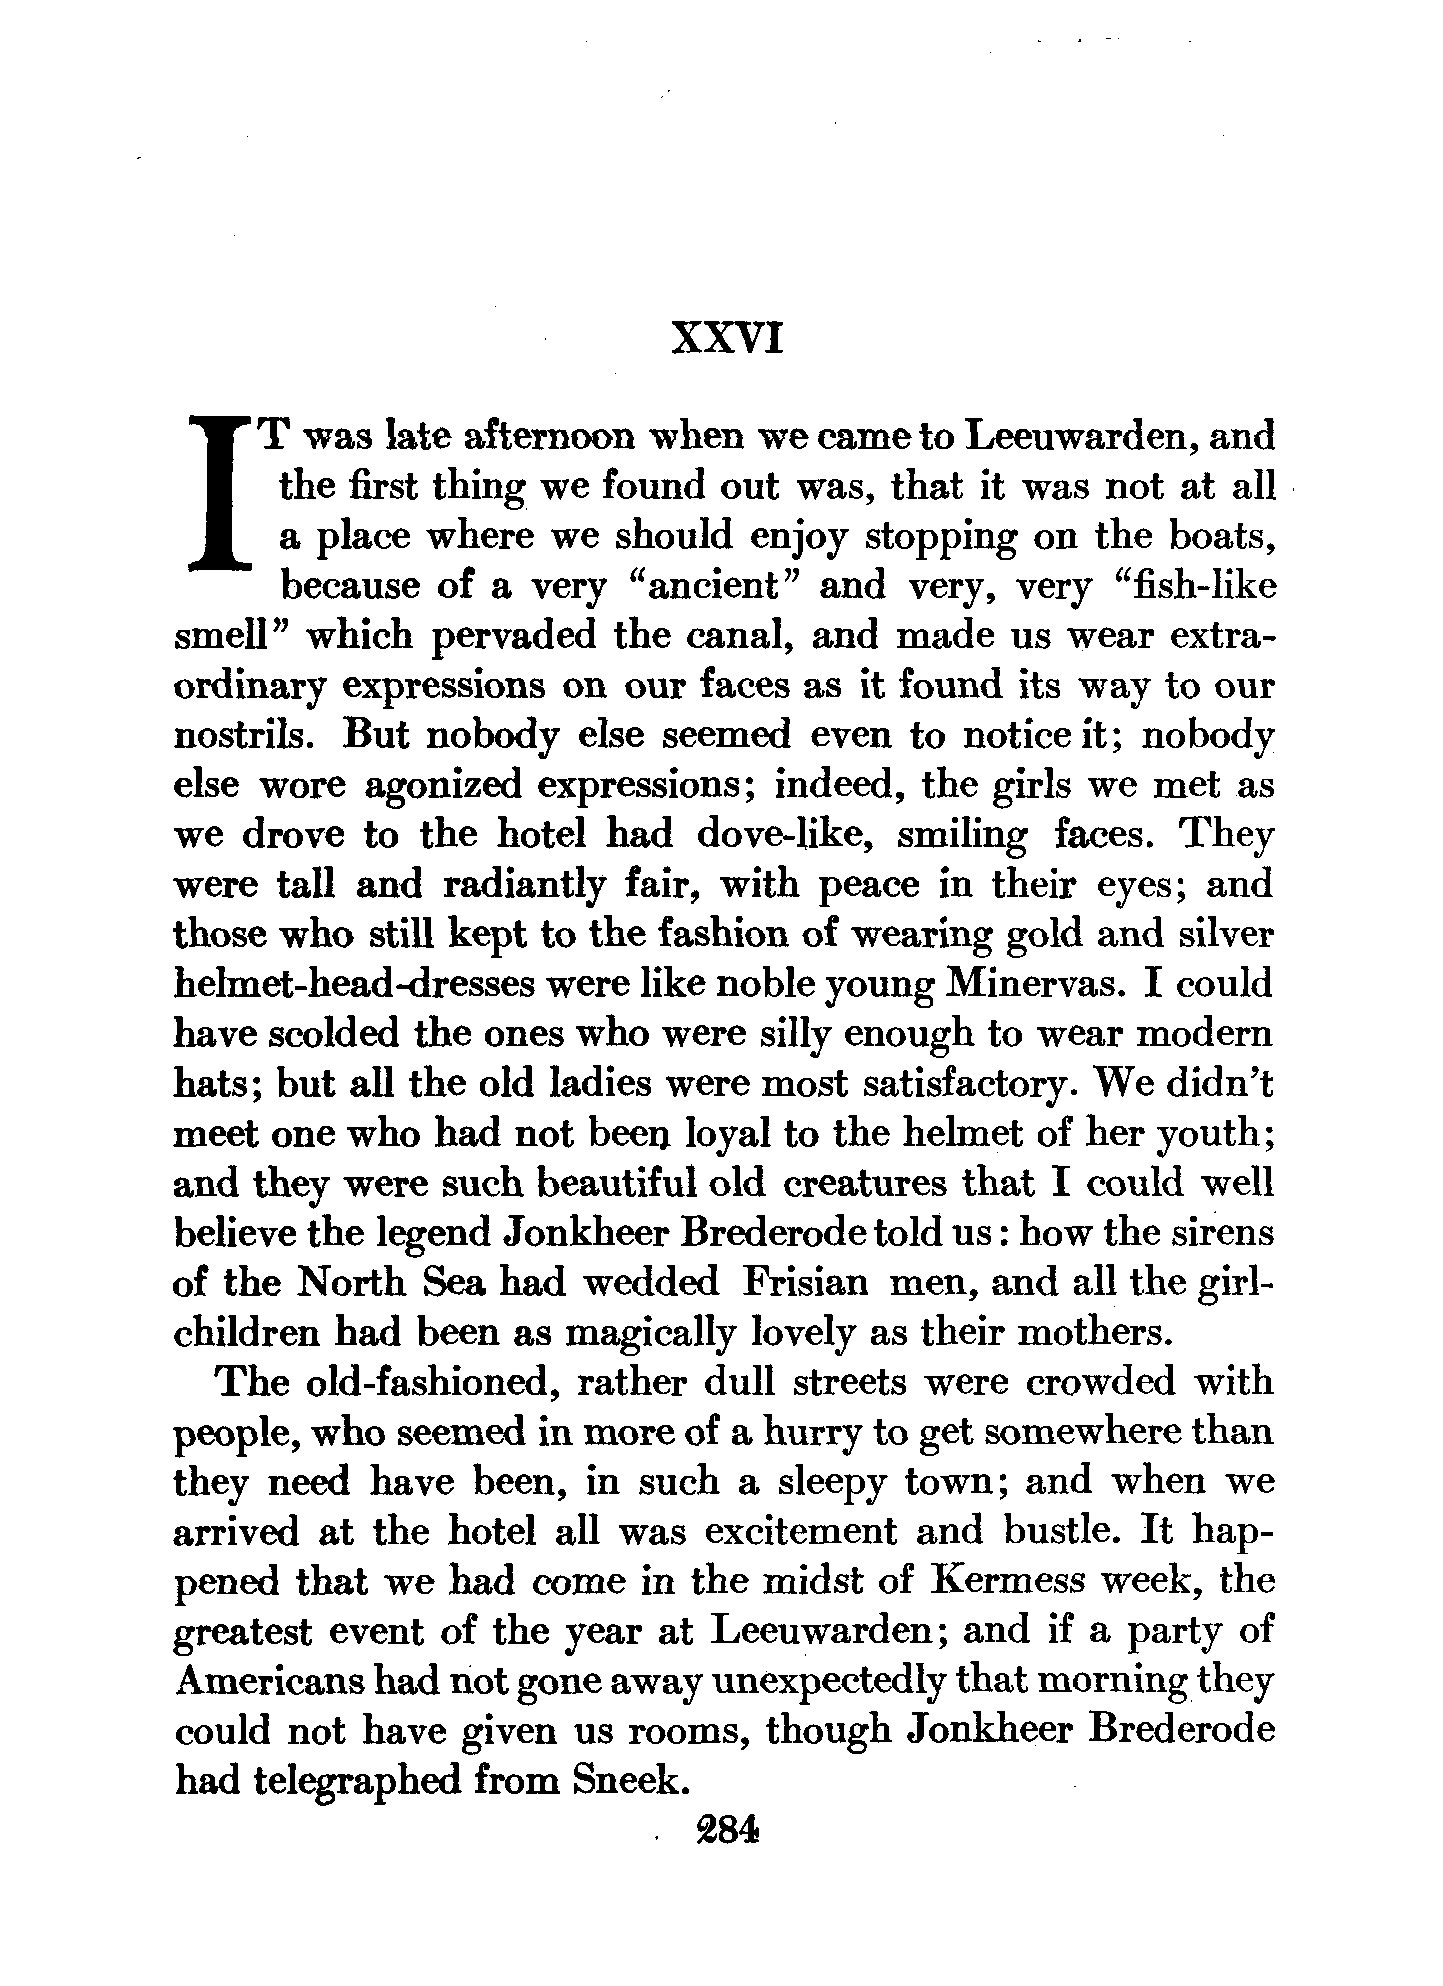 XXVI
IT was late afternoon when we came to Leeuwarden, and
the first thing we found out was, that it was not at all
a place where we should enjoy stopping on the boats,
because of a very "ancient" and very, very "fish-like
smell" which pervaded the canal, and made us wear extra-
ordinary expressions on our faces as it found its way to our
nostrils. But nobody else seemed even to notice it; nobody
else wore agonized expressions; indeed, the girls we met as
we drove to the hotel had dove-like, smiling faces. They
were tall and radiantly fair, with peace in their eyes; and
those who still kept to the fashion of wearing gold and silver
helmet-head-dresses were like noble young Minervas. I could
have scolded the ones who were silly enough to wear modern
hats; but all the old ladies were most satisfactory. We didn't
meet one who had not been loyal to the helmet of her youth;
and they were such beautiful old creatures that I could well
believe the legend Jonkheer Brederode told us: how the sirens
of the North Sea had wedded Frisian men, and all the girl-
children had been as magically lovely as their mothers.
The old-fashioned, rather dull streets were crowded with
people, who seemed in more of a hurry to get somewhere than
they need have been, in such a sleepy town; and when we
arrived at the hotel all was excitement and bustle. It hap-
pened that we had come in the midst of Kermess week, the
greatest event of the year at Leeuwarden; and if a party of
Americans had not gone away unexpectedly that morning they
could not have given us rooms, though Jonkheer Brederode
had telegraphed from Sneek.
284